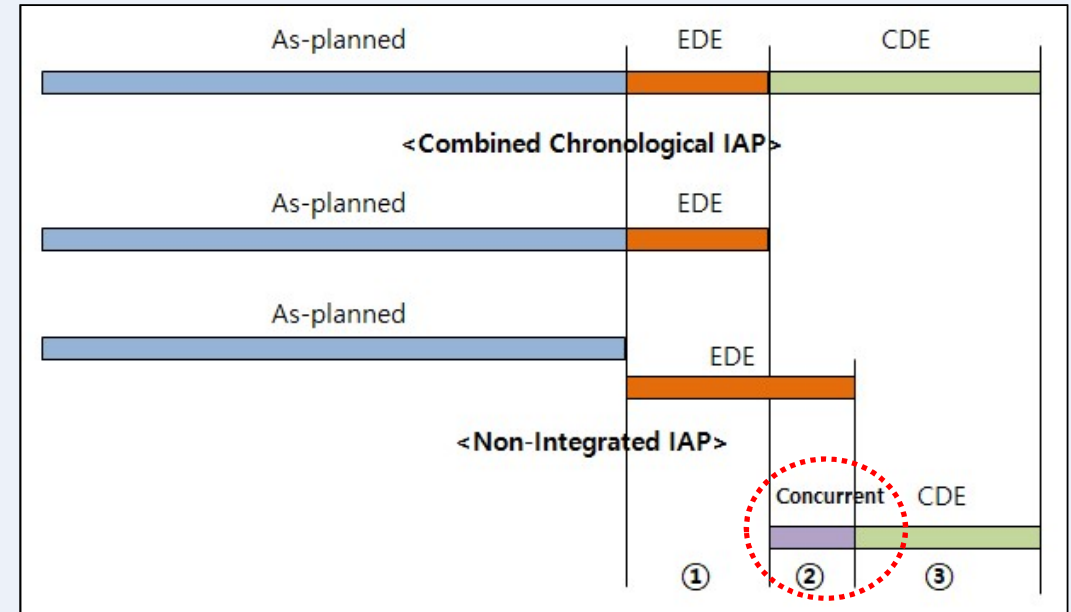 As-planned EDE CDE
<Combined Chronological IAP>
As-planned EDE
As-planned
EDE
<Non-Integrated IAP>
Concurrent CDE
① ② ③